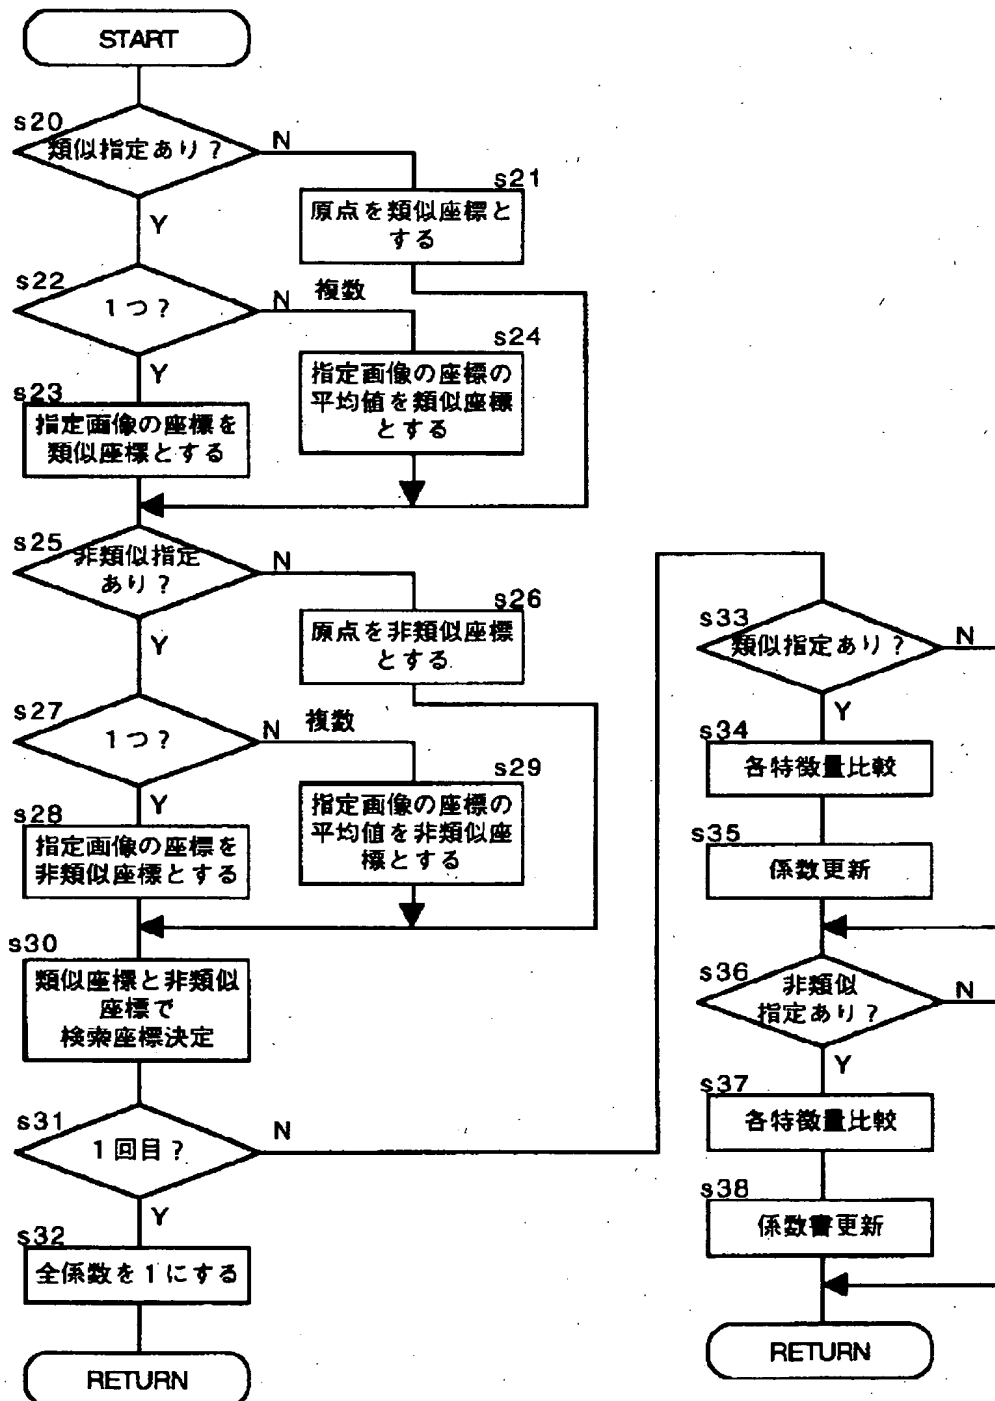 START
s20
類似指定あり？
N
Y
s21
原点を類似座標と
する
s22
1つ？
N
複数
Y
s24
指定画像の座標の
平均値を類似座標
とする
s23
指定画像の座標を
類似座標とする
s25
非類似指定
あり？
N
Y
s26
原点を非類似座標
とする
s27
1つ？
N
複数
Y
s29
指定画像の座標の
平均値を非類似座
標とする
s28
指定画像の座標を
非類似座標とする
s30
類似座標と非類似
座標で
検索座標決定
s31
1回目？
N
Y
s32
全係数を1にする
RETURN
s33
類似指定あり？
N
Y
s34
各特徴量比較
s35
係数更新
s36
非類似
指定あり？
N
Y
s37
各特徴量比較
s38
係数書更新
RETURN